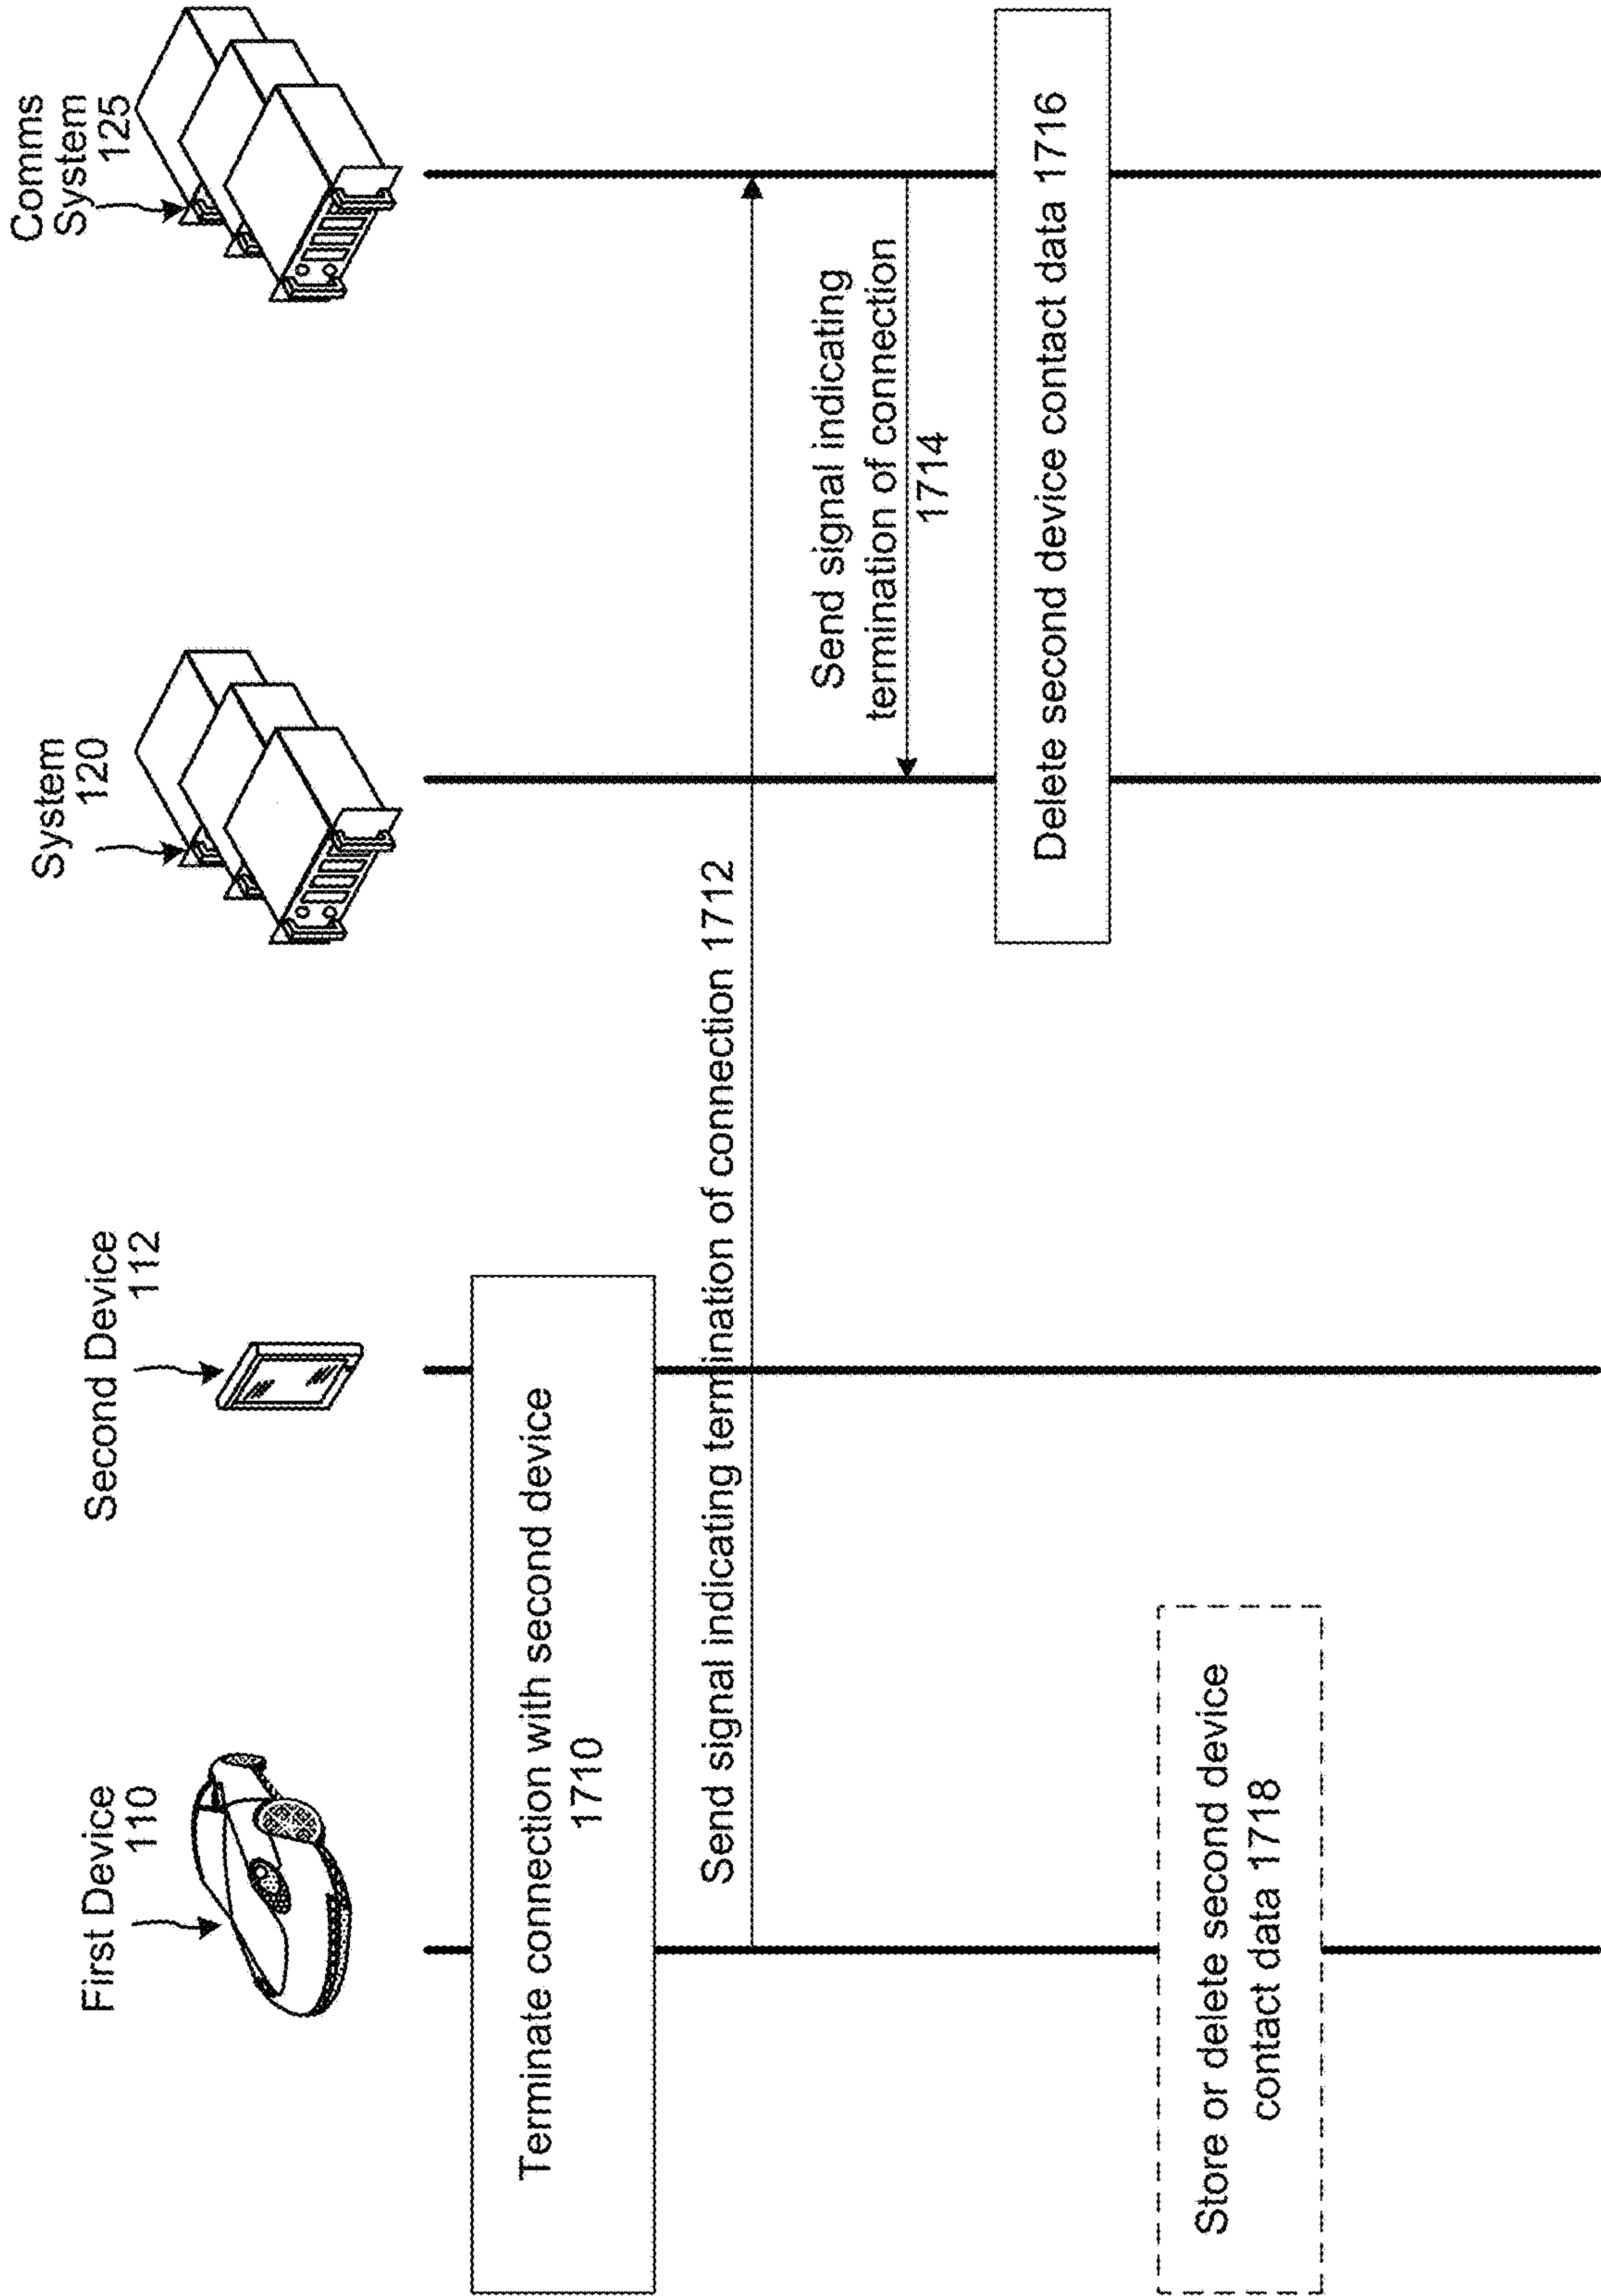 First Device
110
Second Device
112
System
120
Comms
System
125
Terminate connection with second device
1710
Send signal indicating termination of connection 1712
Send signal indicating
termination of connection
1714
Delete second device contact data 1716
Store or delete second device
contact data 1718